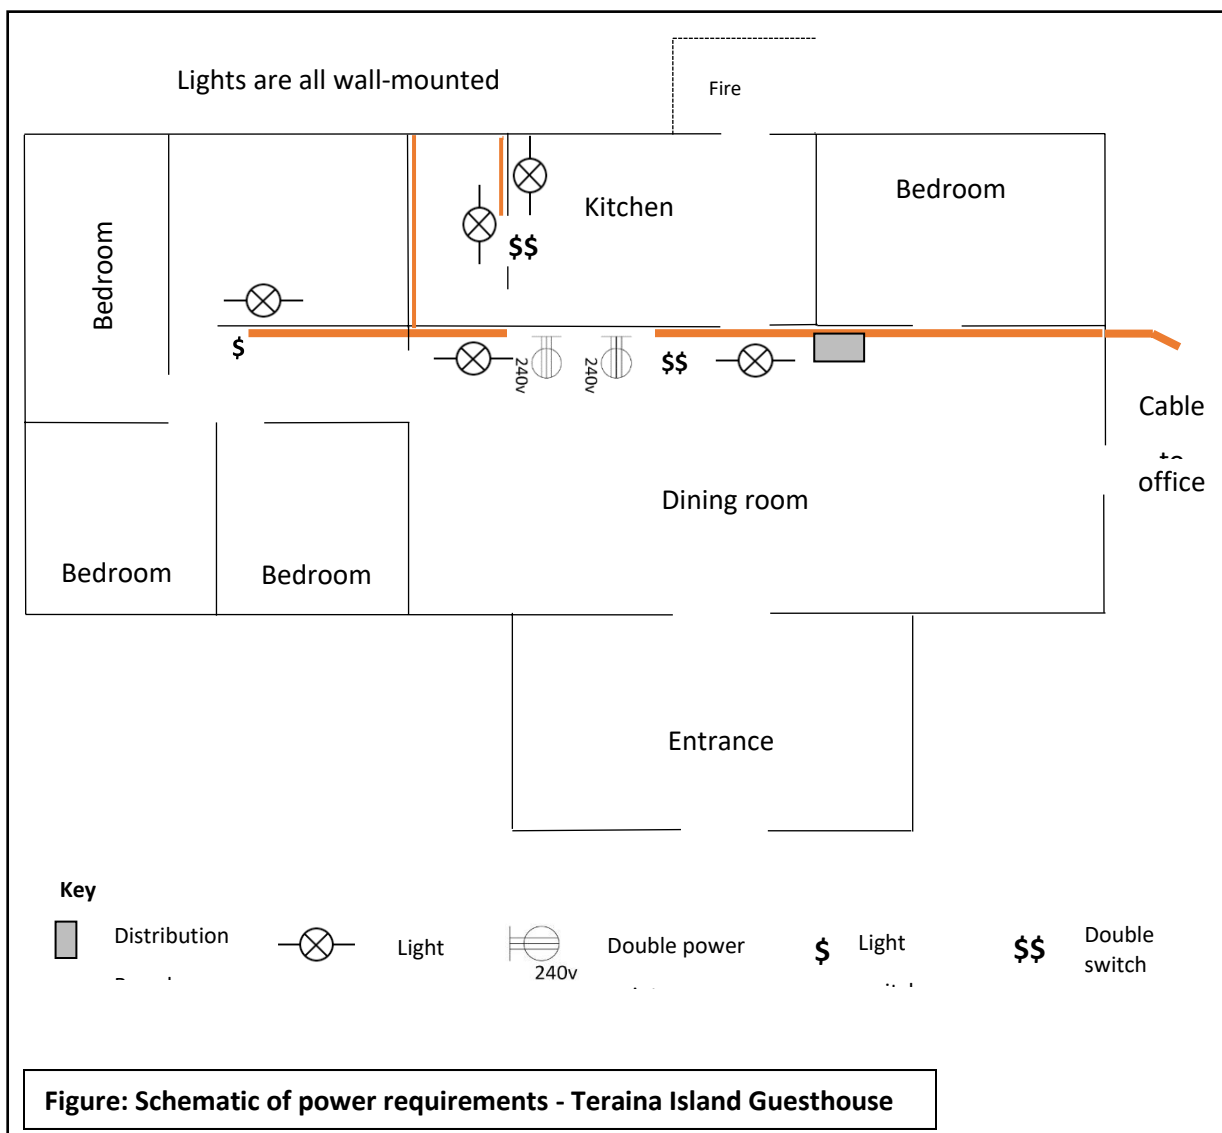 Lights are all wall-mounted
Fire
Bedroom
Kitchen
Bedroom
$$
$
240v
240v
$$
Cable
to
office
Dining room
Bedroom
Bedroom
Entrance
Key
Distribution
Light
Double power
240v
$
Light
$$
Double
switch
Figure: Schematic of power requirements - Teraina Island Guesthouse